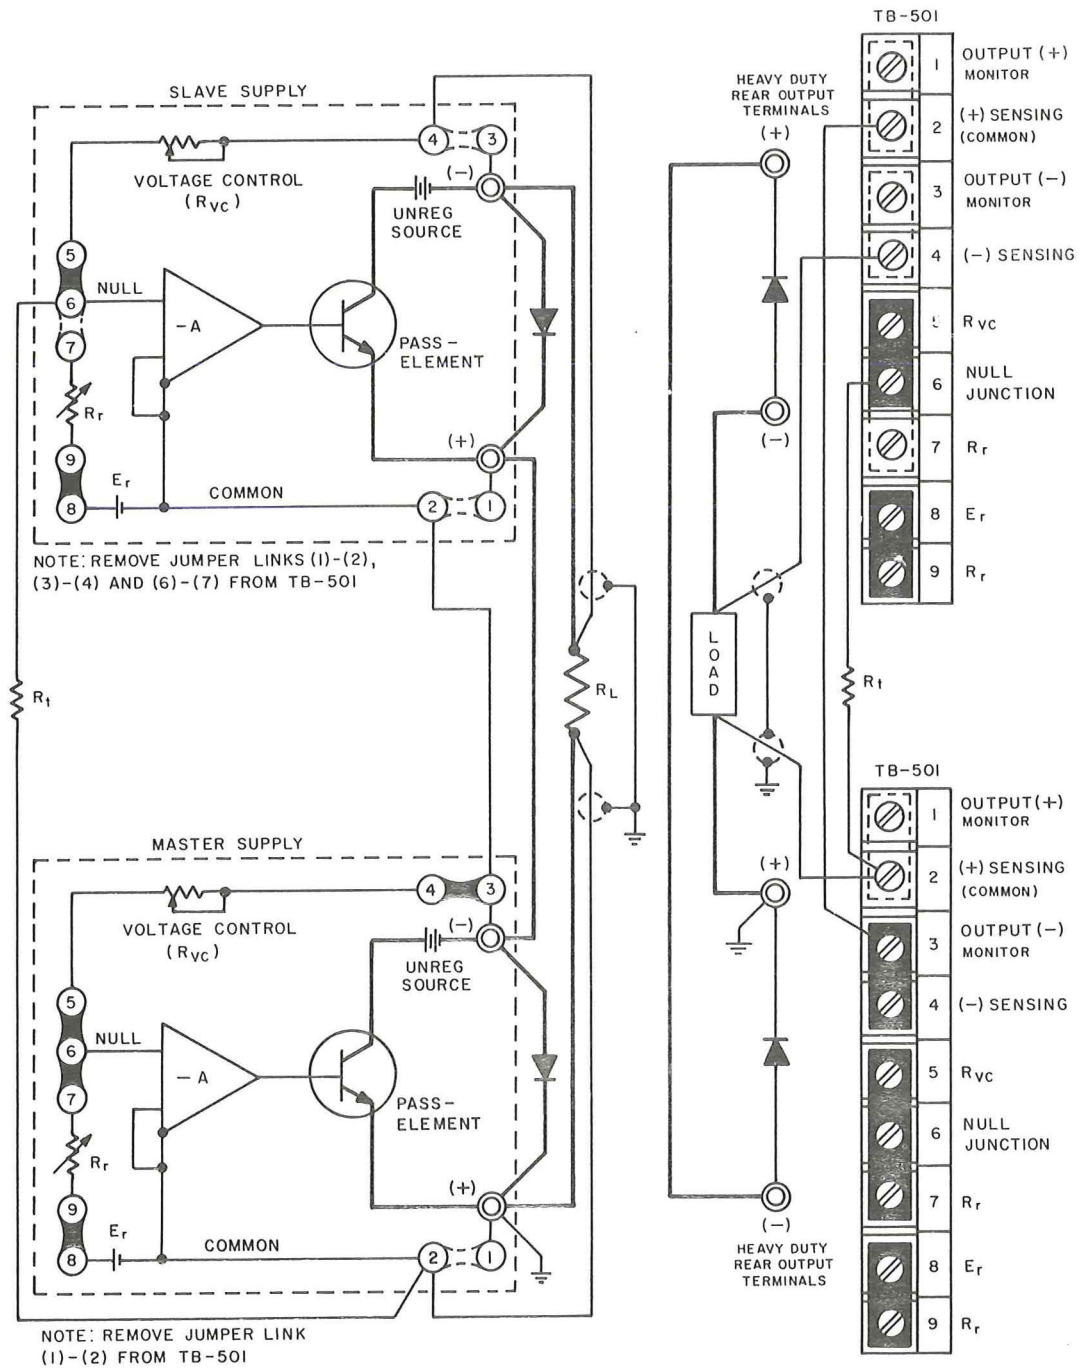 SLAVE SUPPLY
4
3
(-)
VOLTAGE CONTROL
(RVC)
UNREG
SOURCE
5
6
NULL
7
-A
PASS-
ELEMENT
Rr
9
8
Er
COMMON
(+)
2
1
NOTE: REMOVE JUMPER LINKS (1)-(2),
(3)-(4) AND (6)-(7) FROM TB-501
Rt
RL
MASTER SUPPLY
4
3
(-)
VOLTAGE CONTROL
(RVC)
UNREG
SOURCE
5
6
NULL
7
-A
PASS-
ELEMENT
Rr
9
8
Er
COMMON
(+)
2
1
NOTE: REMOVE JUMPER LINK
(1)-(2) FROM TB-501
HEAVY DUTY
REAR OUTPUT
TERMINALS
(+)
(-)
LOAD
(+)
(-)
HEAVY DUTY
REAR OUTPUT
TERMINALS
Rt
TB-501
1 OUTPUT (+)
MONITOR
2 (+) SENSING
(COMMON)
3 OUTPUT (-)
MONITOR
4 (-) SENSING
5 RVC
6 NULL
JUNCTION
7 Rr
8 Er
9 Rr
TB-501
1 OUTPUT (+)
MONITOR
2 (+) SENSING
(COMMON)
3 OUTPUT (-)
MONITOR
4 (-) SENSING
5 RVC
6 NULL
JUNCTION
7 Rr
8 Er
9 Rr